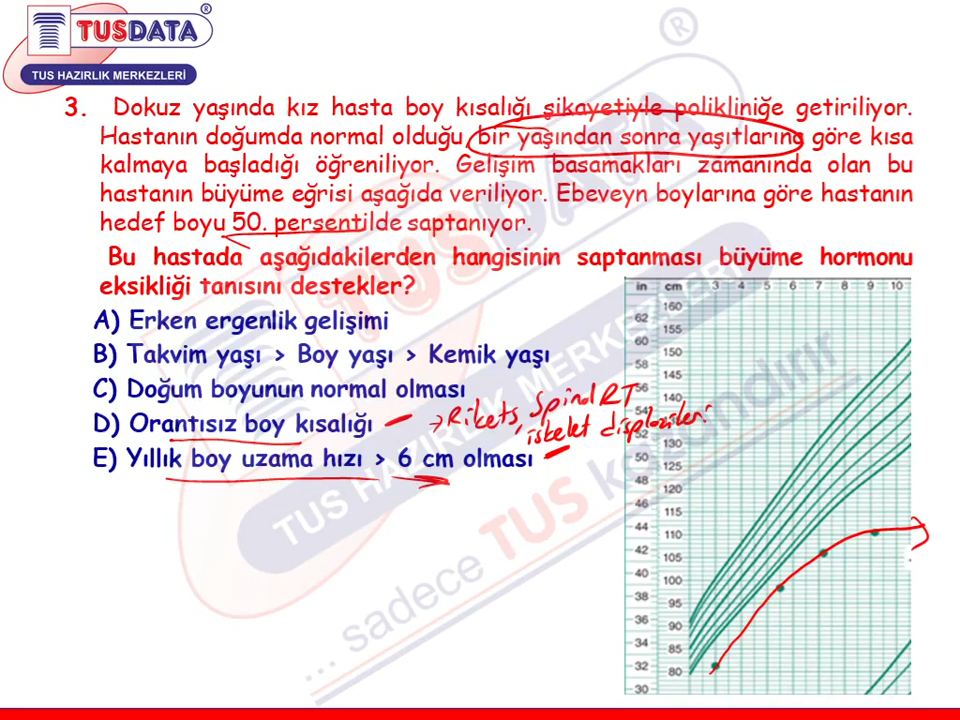 TUSDATA®
TUS HAZIRLIK MERKEZLERİ
3. Dokuz yaşında kız hasta boy kısalığı şikayetiyle polikliniğe getiriliyor.
Hastanın doğumda normal olduğu, bir yaşından sonra yaşıtlarına göre kısa
kalmaya başladığı öğreniliyor. Gelişim basamakları zamanında olan bu
hastanın büyüme eğrisi aşağıda veriliyor. Ebeveyn boylarına göre hastanın
hedef boyu 50. persentilde saptanıyor.
Bu hastada aşağıdakilerden hangisinin saptanması büyüme hormonu
eksikliği tanısını destekler?
A) Erken ergenlik gelişimi
B) Takvim yaşı > Boy yaşı > Kemik yaşı
C) Doğum boyunun normal olması
D) Orantısız boy kısalığı
→ Rikets, Spinal RT
iskelet displazileri
E) Yıllık boy uzama hızı > 6 cm olması
in cm 3 4 5 6 7 8 9 10
160
62 155
60 150
58 145
56 140
54 135
52 130
50 125
48 120
46 115
44 110
42 105
40 100
38 95
36 90
34 85
32 80
30
TUSDATA
®
TUS HAZIRLIK MERKEZLERİ
... sadece TUS kazandırır